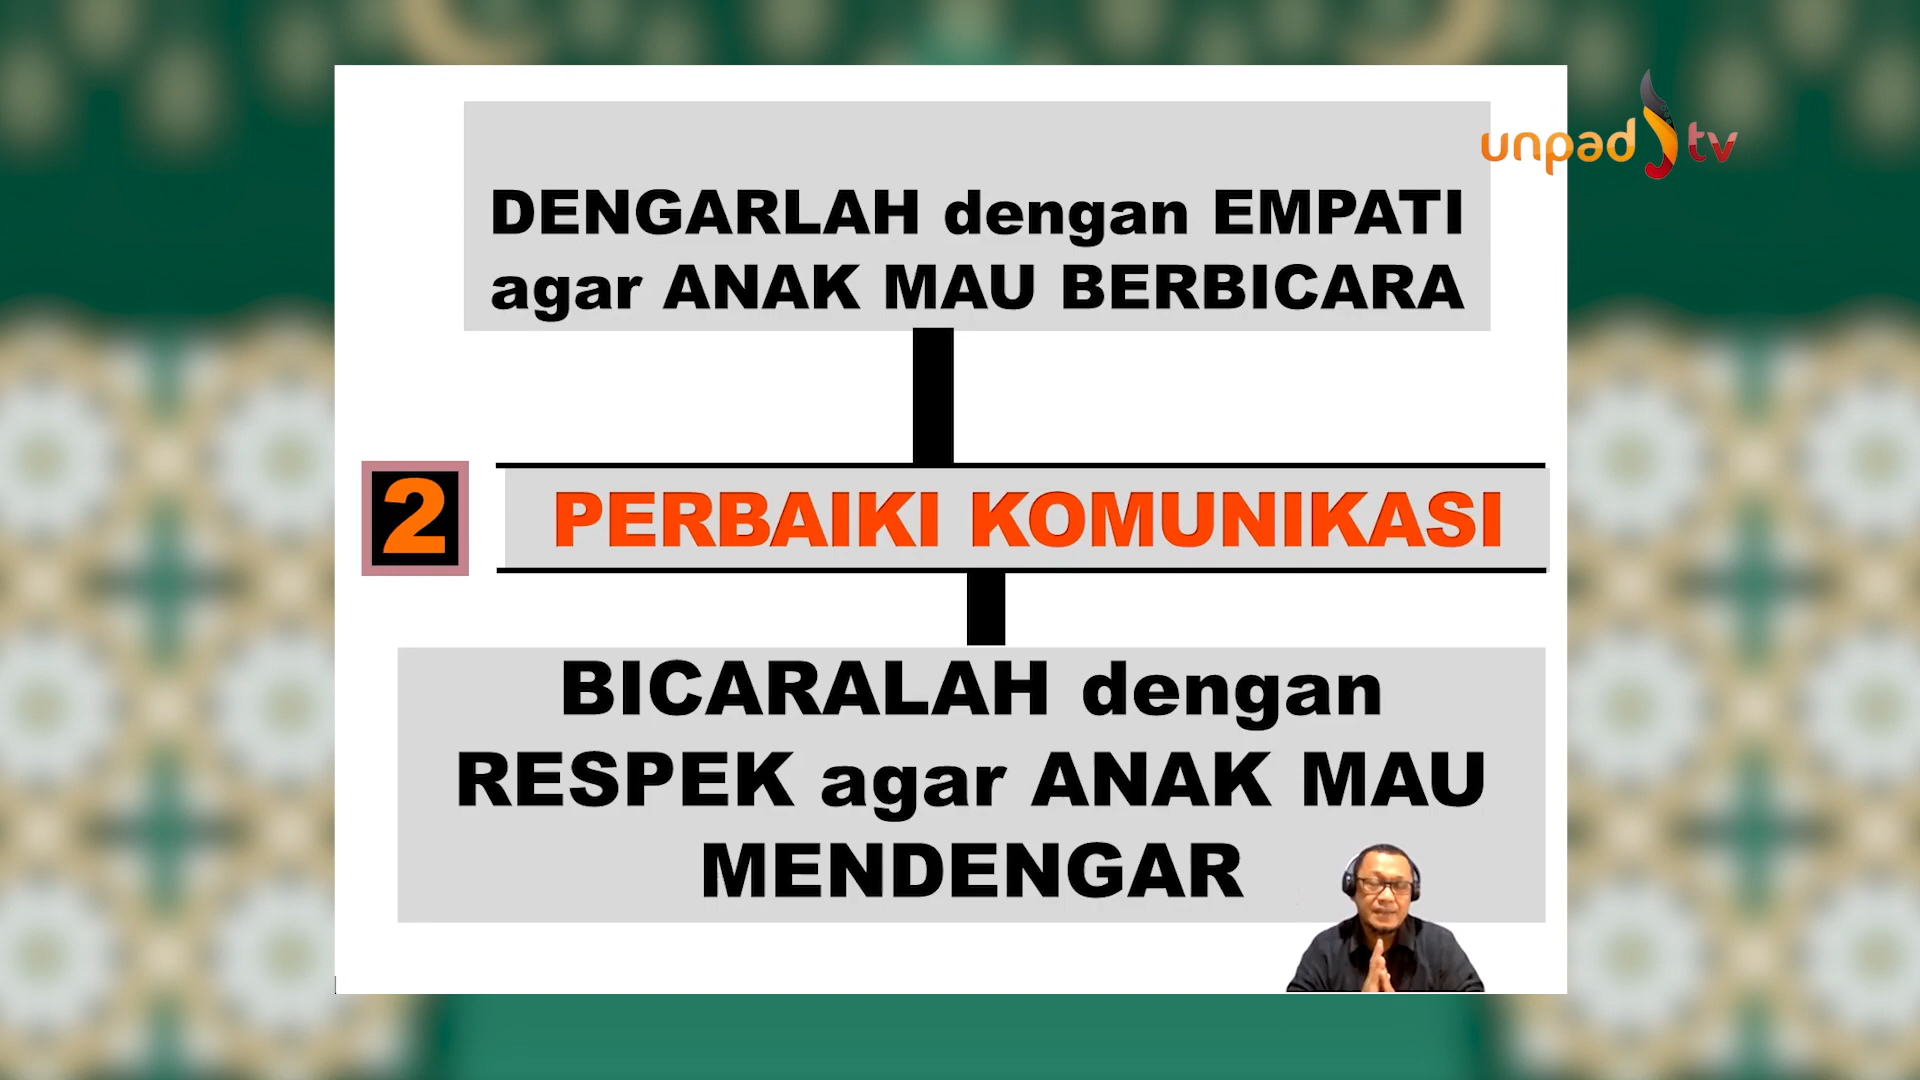 unpad tv
DENGARLAH dengan EMPATI
agar ANAK MAU BERBICARA
2
PERBAIKI KOMUNIKASI
BICARALAH dengan
RESPEK agar ANAK MAU
MENDENGAR